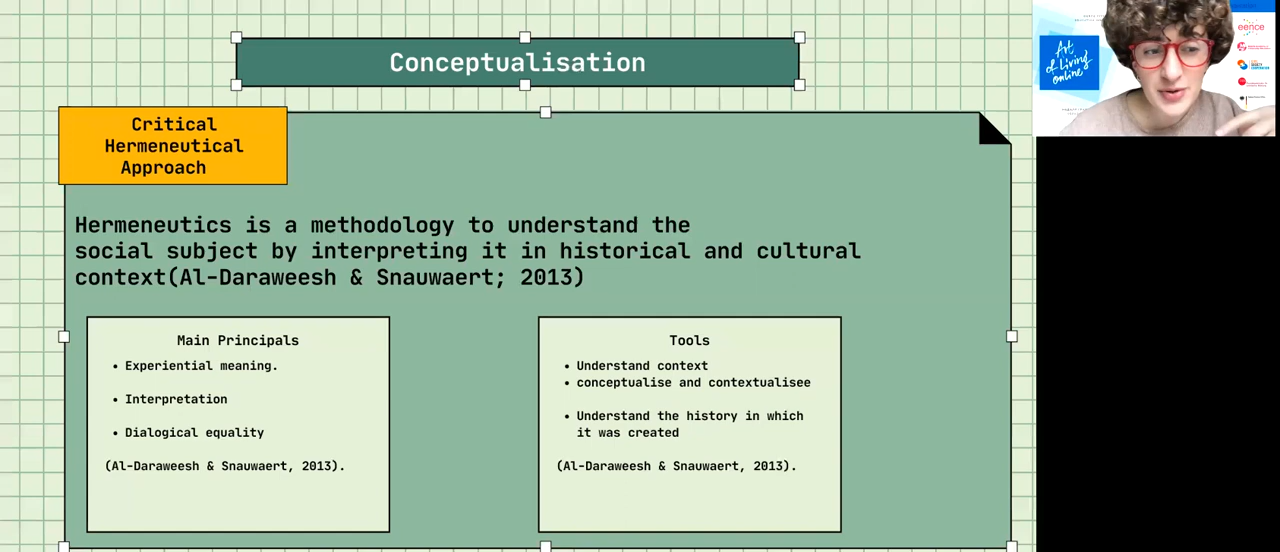 Conceptualisation
Critical
Hermeneutical
Approach
Hermeneutics is a methodology to understand the
social subject by interpreting it in historical and cultural
context(Al-Daraweesh & Snauwaert; 2013)
Main Principals
• Experiential meaning.
• Interpretation
• Dialogical equality
(Al-Daraweesh & Snauwaert, 2013).
Tools
• Understand context
• conceptualise and contextualisee
• Understand the history in which
it was created
(Al-Daraweesh & Snauwaert, 2013).
Art
of Living
online
eence